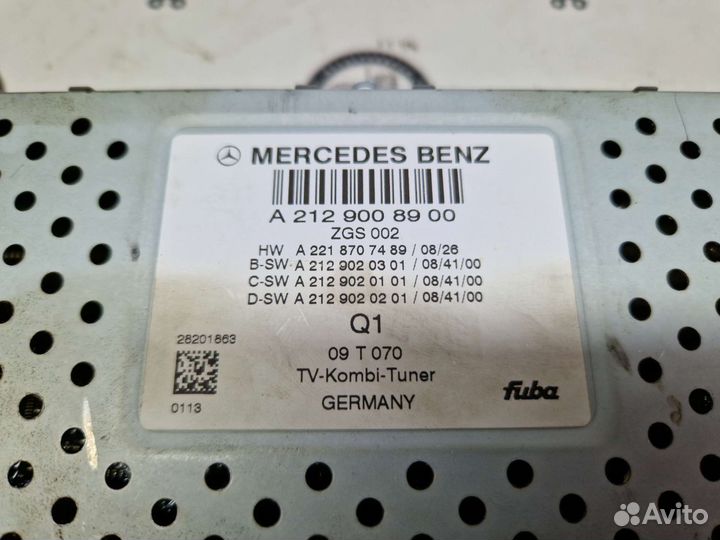 MERCEDES BENZ
A 212 900 89 00
ZGS 002
HW A 221 870 74 89 / 08/26
B-SW A 212 902 03 01 / 08/41/00
C-SW A 212 902 01 01 / 08/41/00
D-SW A 212 902 02 01 / 08/41/00
Q1
28201863
09 T 070
TV-Kombi-Tuner
0113
GERMANY
fuba
Avito